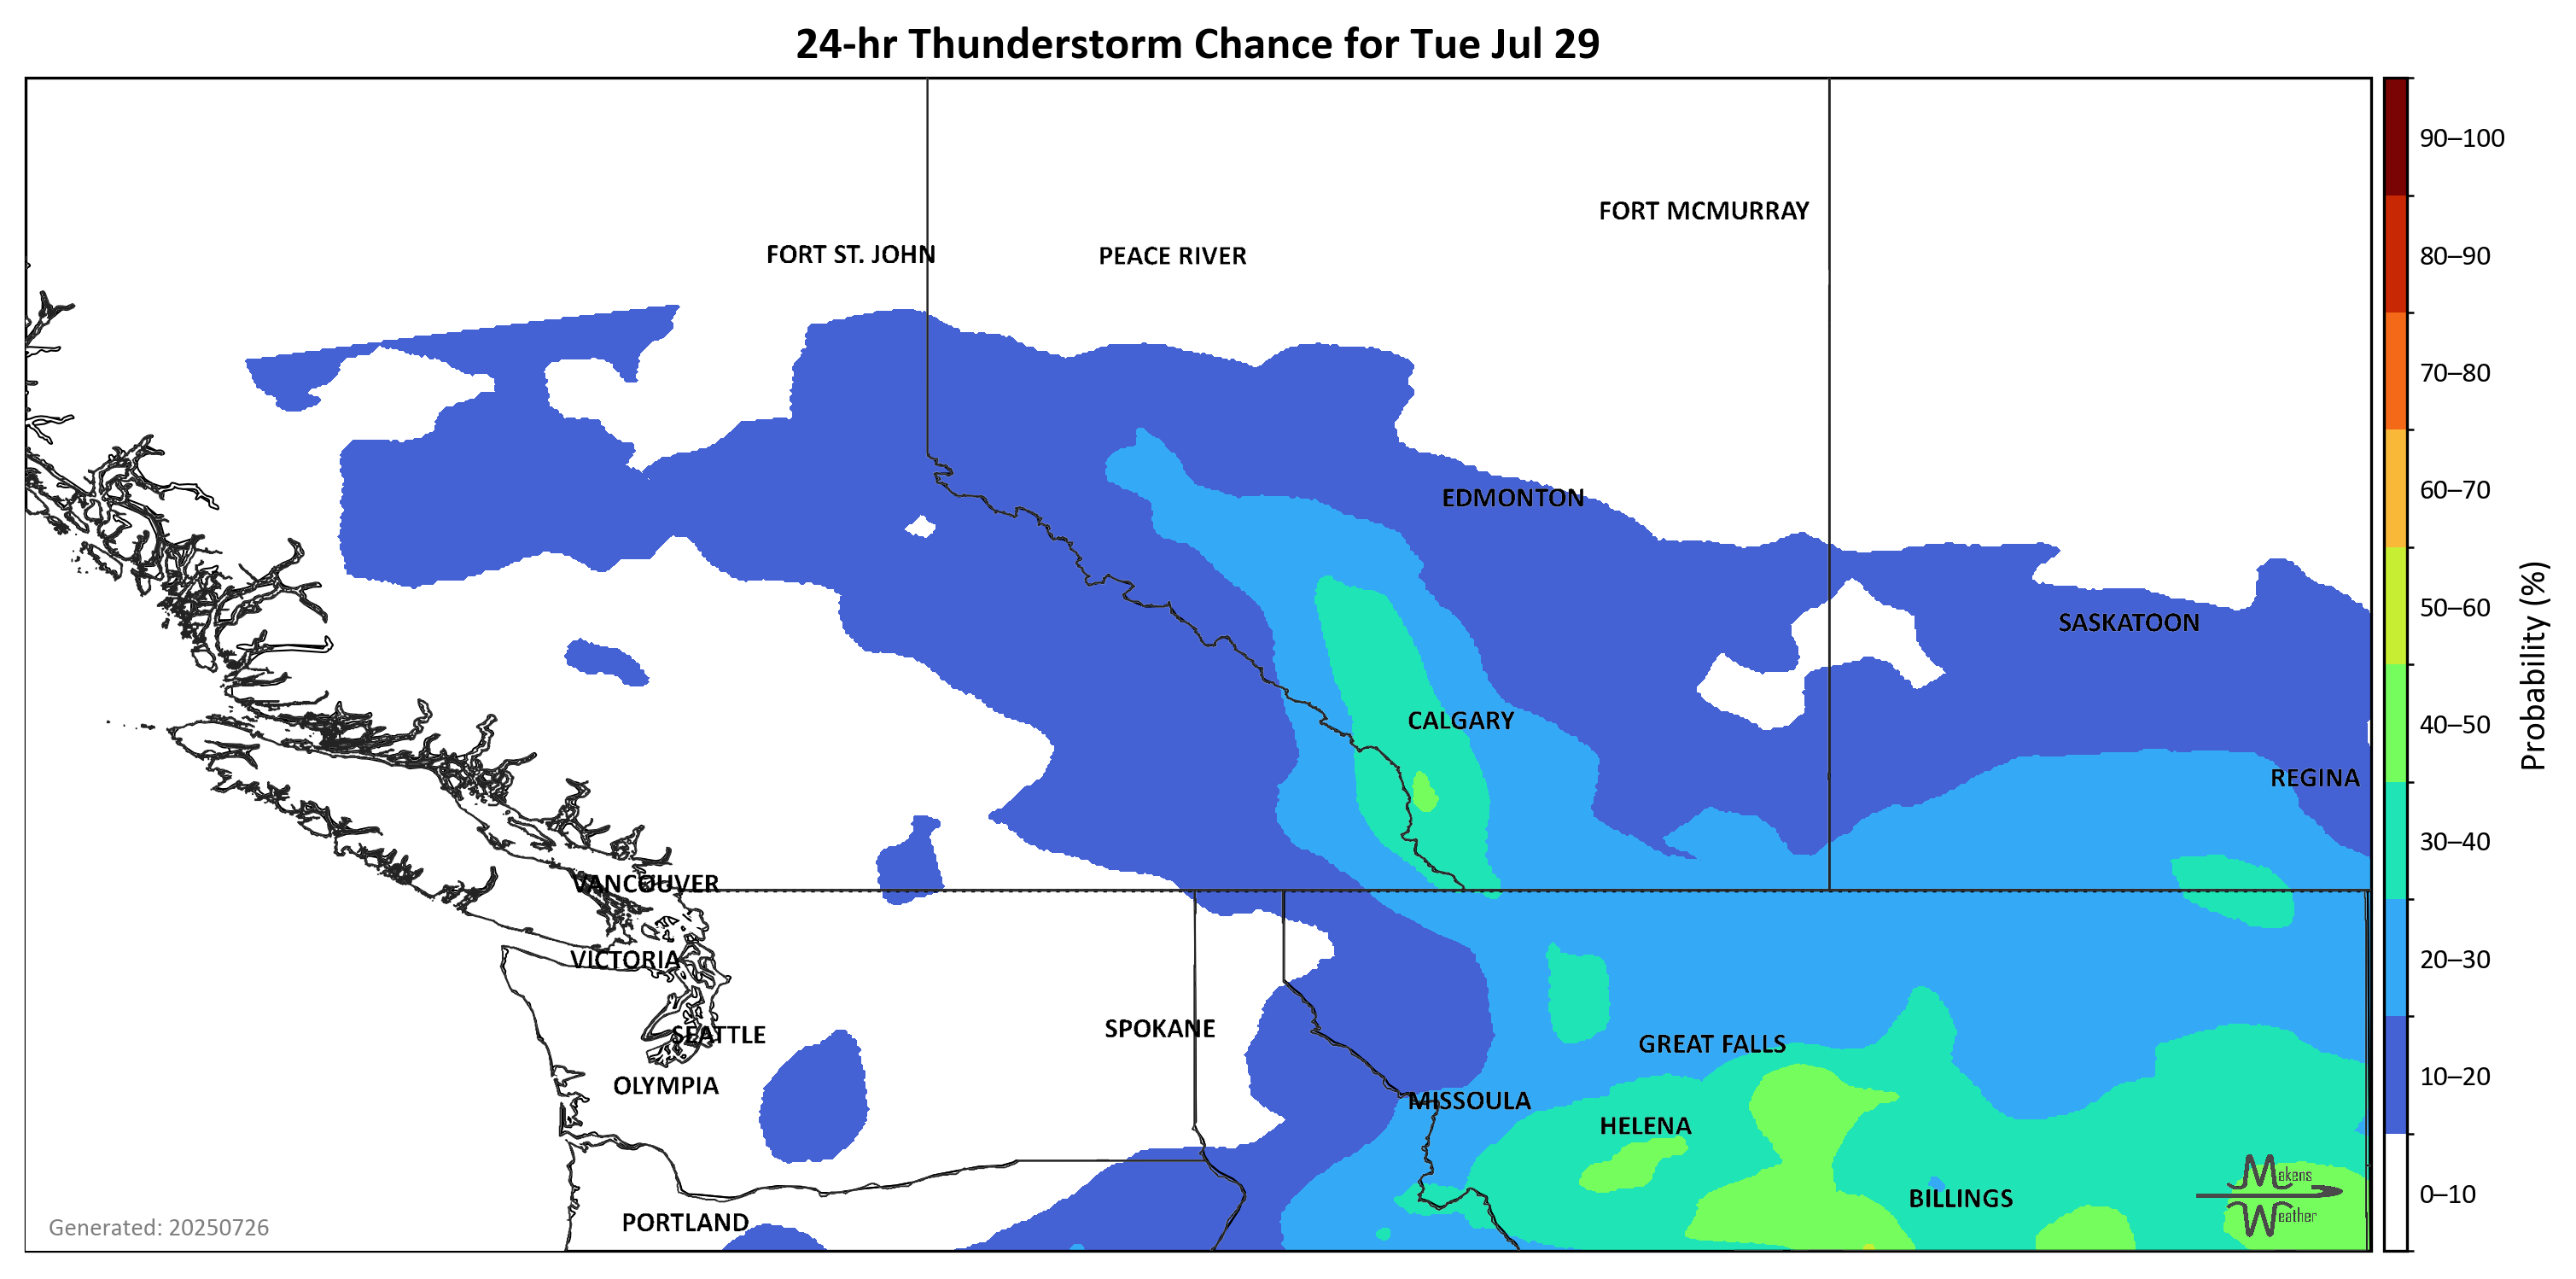 24-hr Thunderstorm Chance for Tue Jul 29
90–100
FORT MCMURRAY
FORT ST. JOHN
PEACE RIVER
80–90
70–80
60–70
EDMONTON
50–60
SASKATOON
Probability (%)
CALGARY
40–50
REGINA
30–40
VANCOUVER
VICTORIA
20–30
SPOKANE
SEATTLE
GREAT FALLS
10–20
OLYMPIA
MISSOULA
HELENA
Makens
Weather
0–10
BILLINGS
PORTLAND
Generated: 20250726